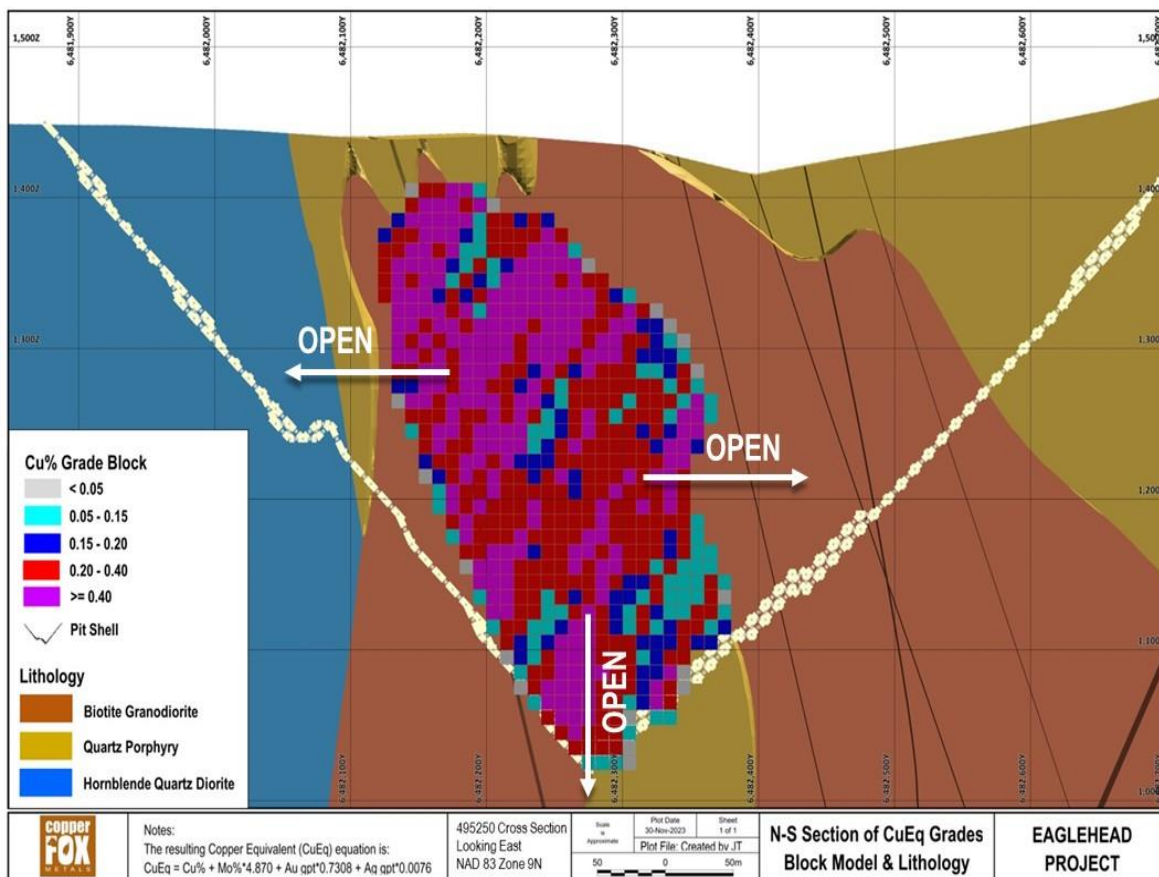 6,481,900Y
6,482,000Y
6,482,100Y
6,482,200Y
6,482,300Y
6,482,400Y
6,482,500Y
6,482,600Y
1,500Z
1,400Z
1,300Z
OPEN
OPEN
OPEN
Cu% Grade Block
< 0.05
0.05 - 0.15
0.15 - 0.20
0.20 - 0.40
>= 0.40
Pit Shell
Lithology
Biotite Granodiorite
Quartz Porphyry
Hornblende Quartz Diorite
6,482,100Y
6,482,200Y
6,482,300Y
6,482,400Y
6,482,500Y
6,482,600Y
copper
FOX
METALS
Notes:
The resulting Copper Equivalent (CuEq) equation is:
CuEq = Cu% + Mo%*4.870 + Au gpt*0.7308 + Ag gpt*0.0076
495250 Cross Section
Looking East
NAD 83 Zone 9N
Scale
is
Approximate
Plot Date
30-Nov-2023
Sheet
1 of 1
Plot File: Created by JT
50 0 50m
N-S Section of CuEq Grades
Block Model & Lithology
EAGLEHEAD
PROJECT